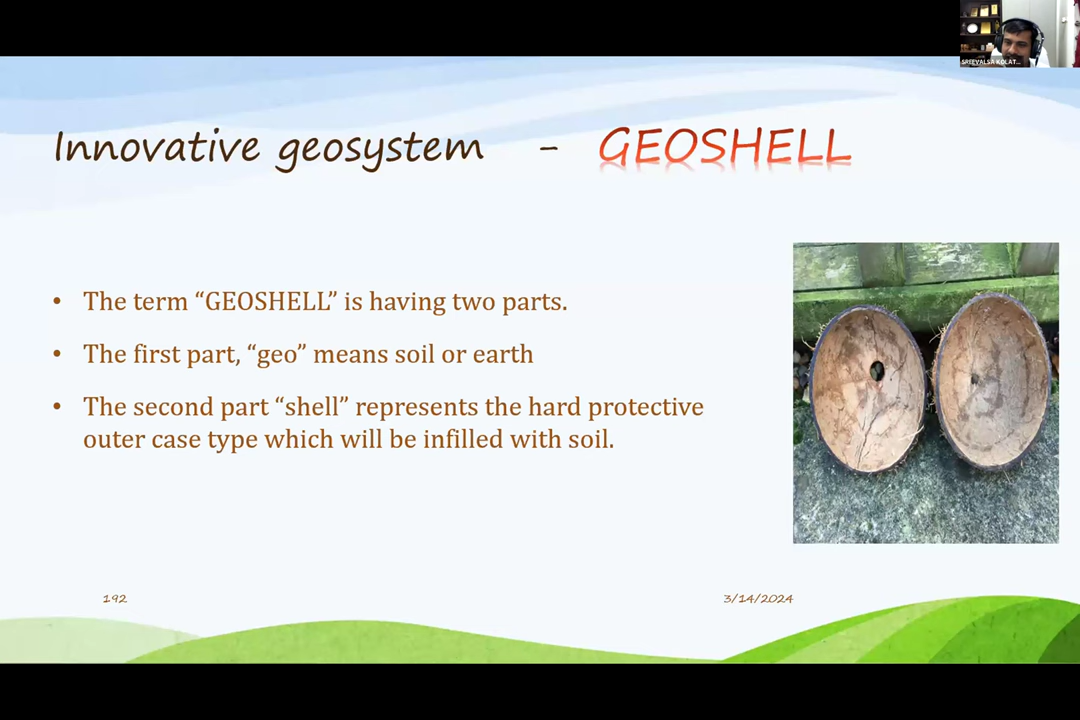 SREEVALSA KOLAT...
Innovative geosystem - GEOSHELL
• The term “GEOSHELL” is having two parts.
• The first part, “geo” means soil or earth
• The second part “shell” represents the hard protective
outer case type which will be infilled with soil.
192
3/14/2024